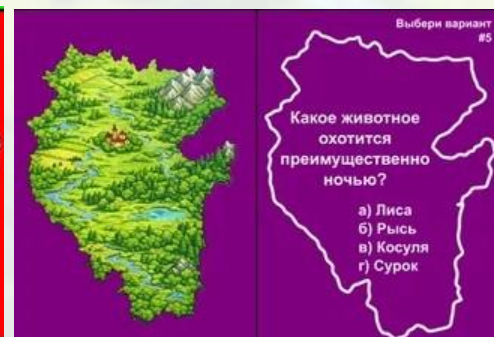 Выбери вариант
#5
Какое животное
охотится
преимущественно
ночью?
а) Лиса
б) Рысь
в) Косуля
г) Сурок